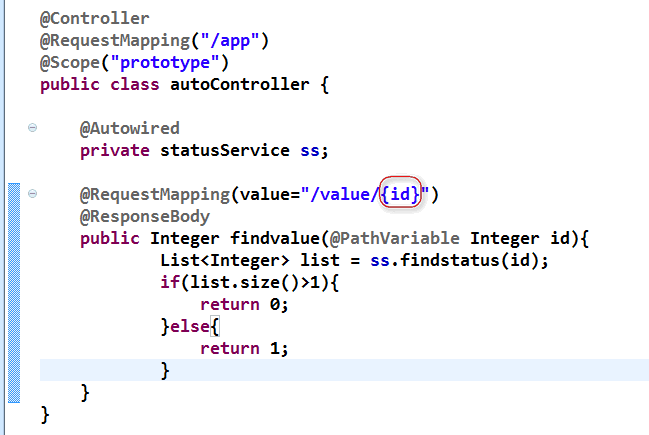 @Controller
@RequestMapping("/app")
@Scope("prototype")
public class autoController {
@Autowired
private statusService ss;
@RequestMapping(value="/value/{id}")
@ResponseBody
public Integer findvalue(@PathVariable Integer id){
List<Integer> list = ss.findstatus(id);
if(list.size()>1){
return 0;
}else{
return 1;
}
}
}